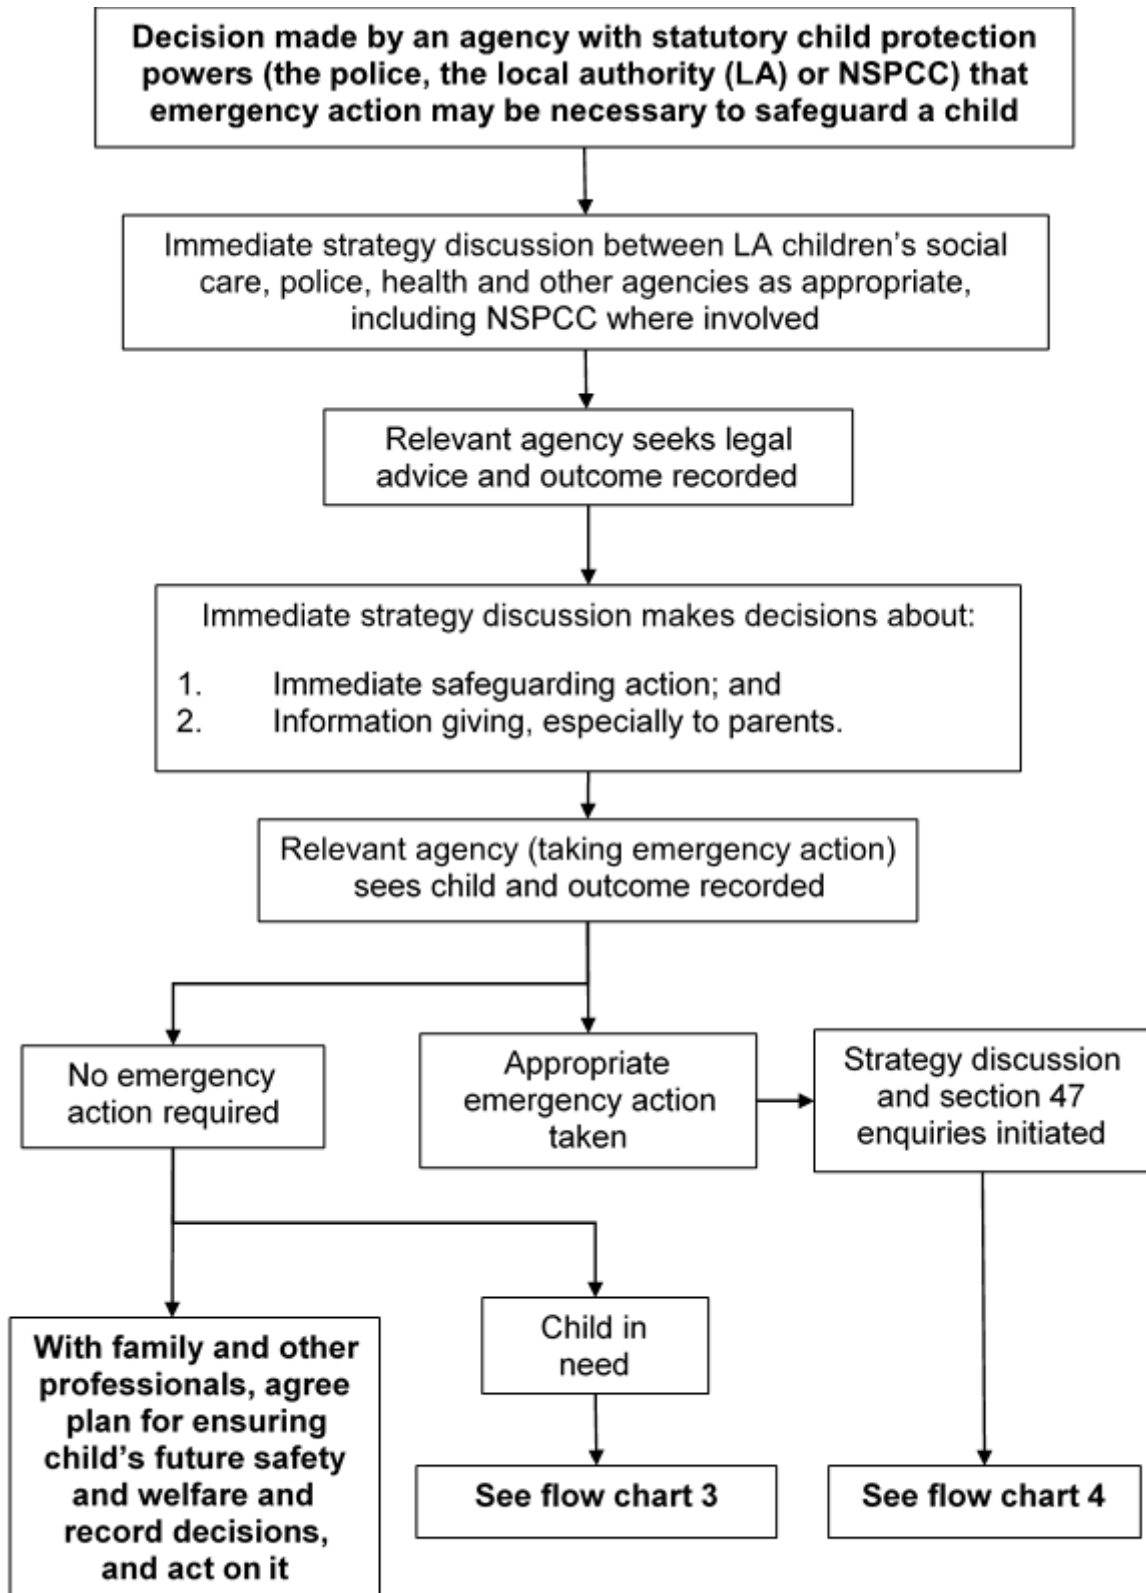 Decision made by an agency with statutory child protection
powers (the police, the local authority (LA) or NSPCC) that
emergency action may be necessary to safeguard a child
Immediate strategy discussion between LA children's social
care, police, health and other agencies as appropriate,
including NSPCC where involved
Relevant agency seeks legal
advice and outcome recorded
Immediate strategy discussion makes decisions about:
1. Immediate safeguarding action; and
2. Information giving, especially to parents.
Relevant agency (taking emergency action)
sees child and outcome recorded
No emergency
action required
Appropriate
emergency action
taken
Strategy discussion
and section 47
enquiries initiated
With family and other
professionals, agree
plan for ensuring
child's future safety
and welfare and
record decisions,
and act on it
Child in
need
See flow chart 3
See flow chart 4